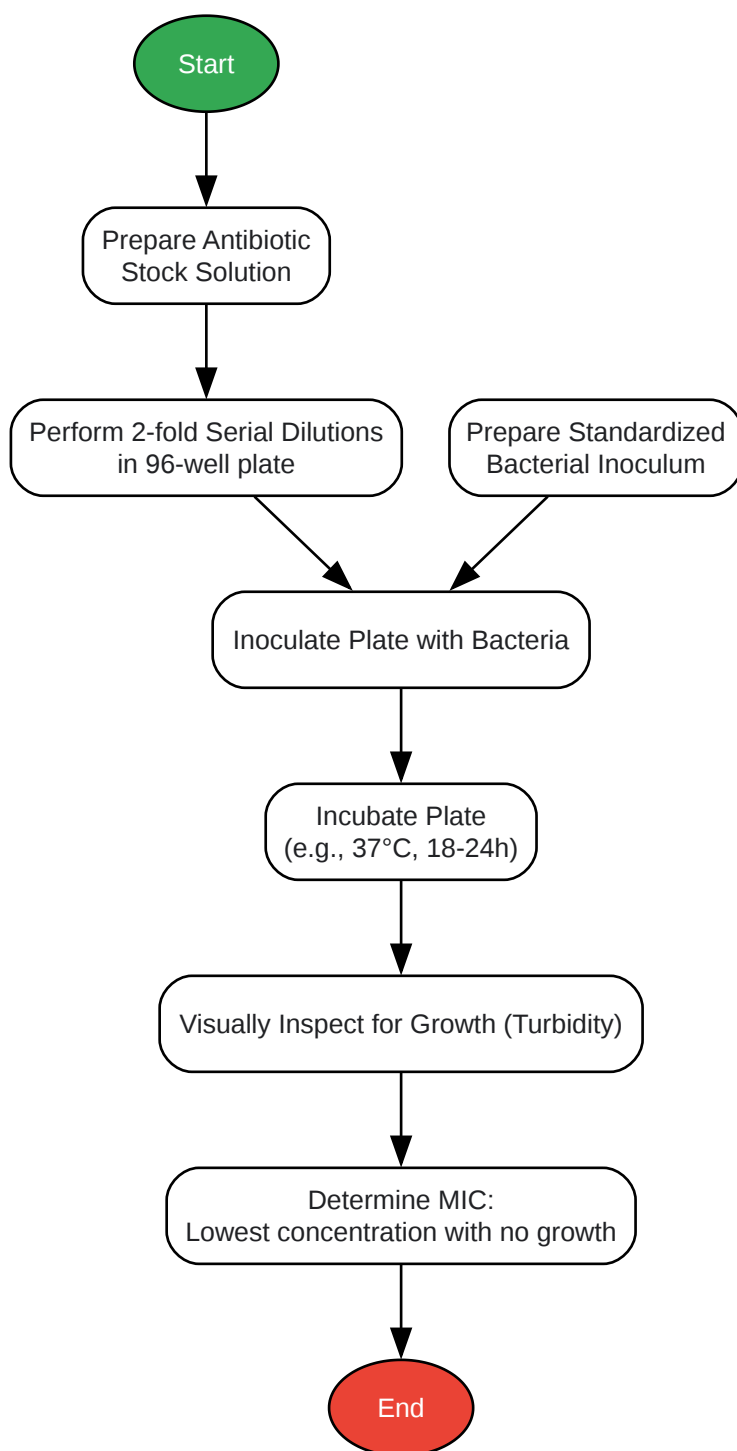 Start
Prepare Antibiotic
Stock Solution
Perform 2-fold Serial Dilutions
in 96-well plate
Prepare Standardized
Bacterial Inoculum
Inoculate Plate with Bacteria
Incubate Plate
(e.g., 37°C, 18-24h)
Visually Inspect for Growth (Turbidity)
Determine MIC:
Lowest concentration with no growth
End